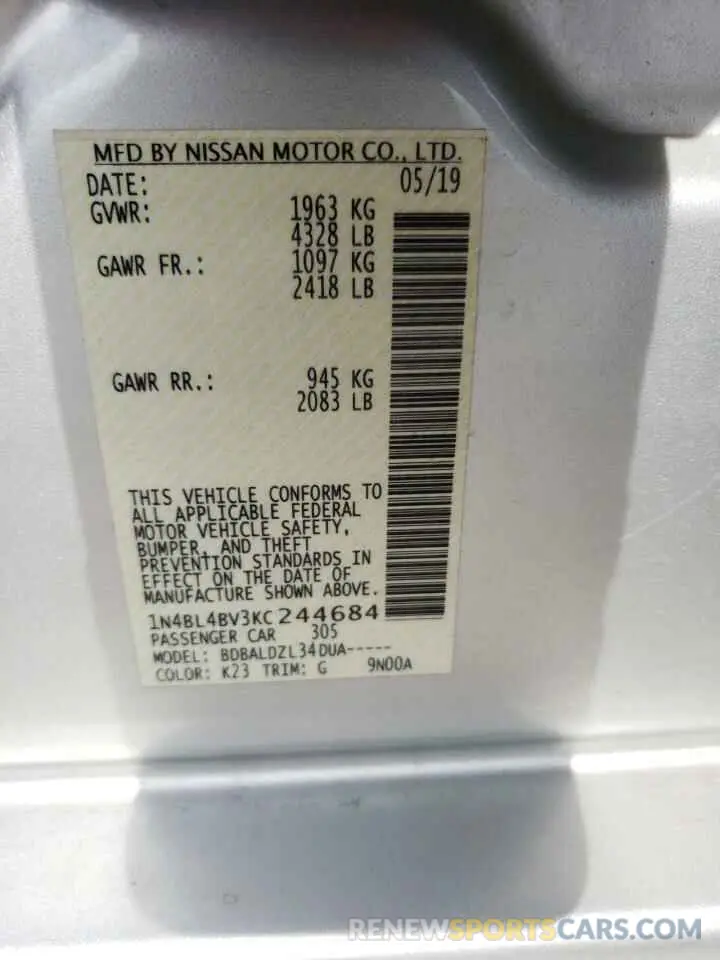 MFD BY NISSAN MOTOR CO., LTD.
DATE: 05/19
GVWR: 1963 KG
4328 LB
GAWR FR.: 1097 KG
2418 LB
GAWR RR.: 945 KG
2083 LB
THIS VEHICLE CONFORMS TO
ALL APPLICABLE FEDERAL
MOTOR VEHICLE SAFETY,
BUMPER, AND THEFT
PREVENTION STANDARDS IN
EFFECT ON THE DATE OF
MANUFACTURE SHOWN ABOVE.
1N4BL4BV3KC244684
PASSENGER CAR 305
MODEL: BDBALDZL34DUA-----
COLOR: K23 TRIM: G 9N00A
RENEWSPORTSCARS.COM